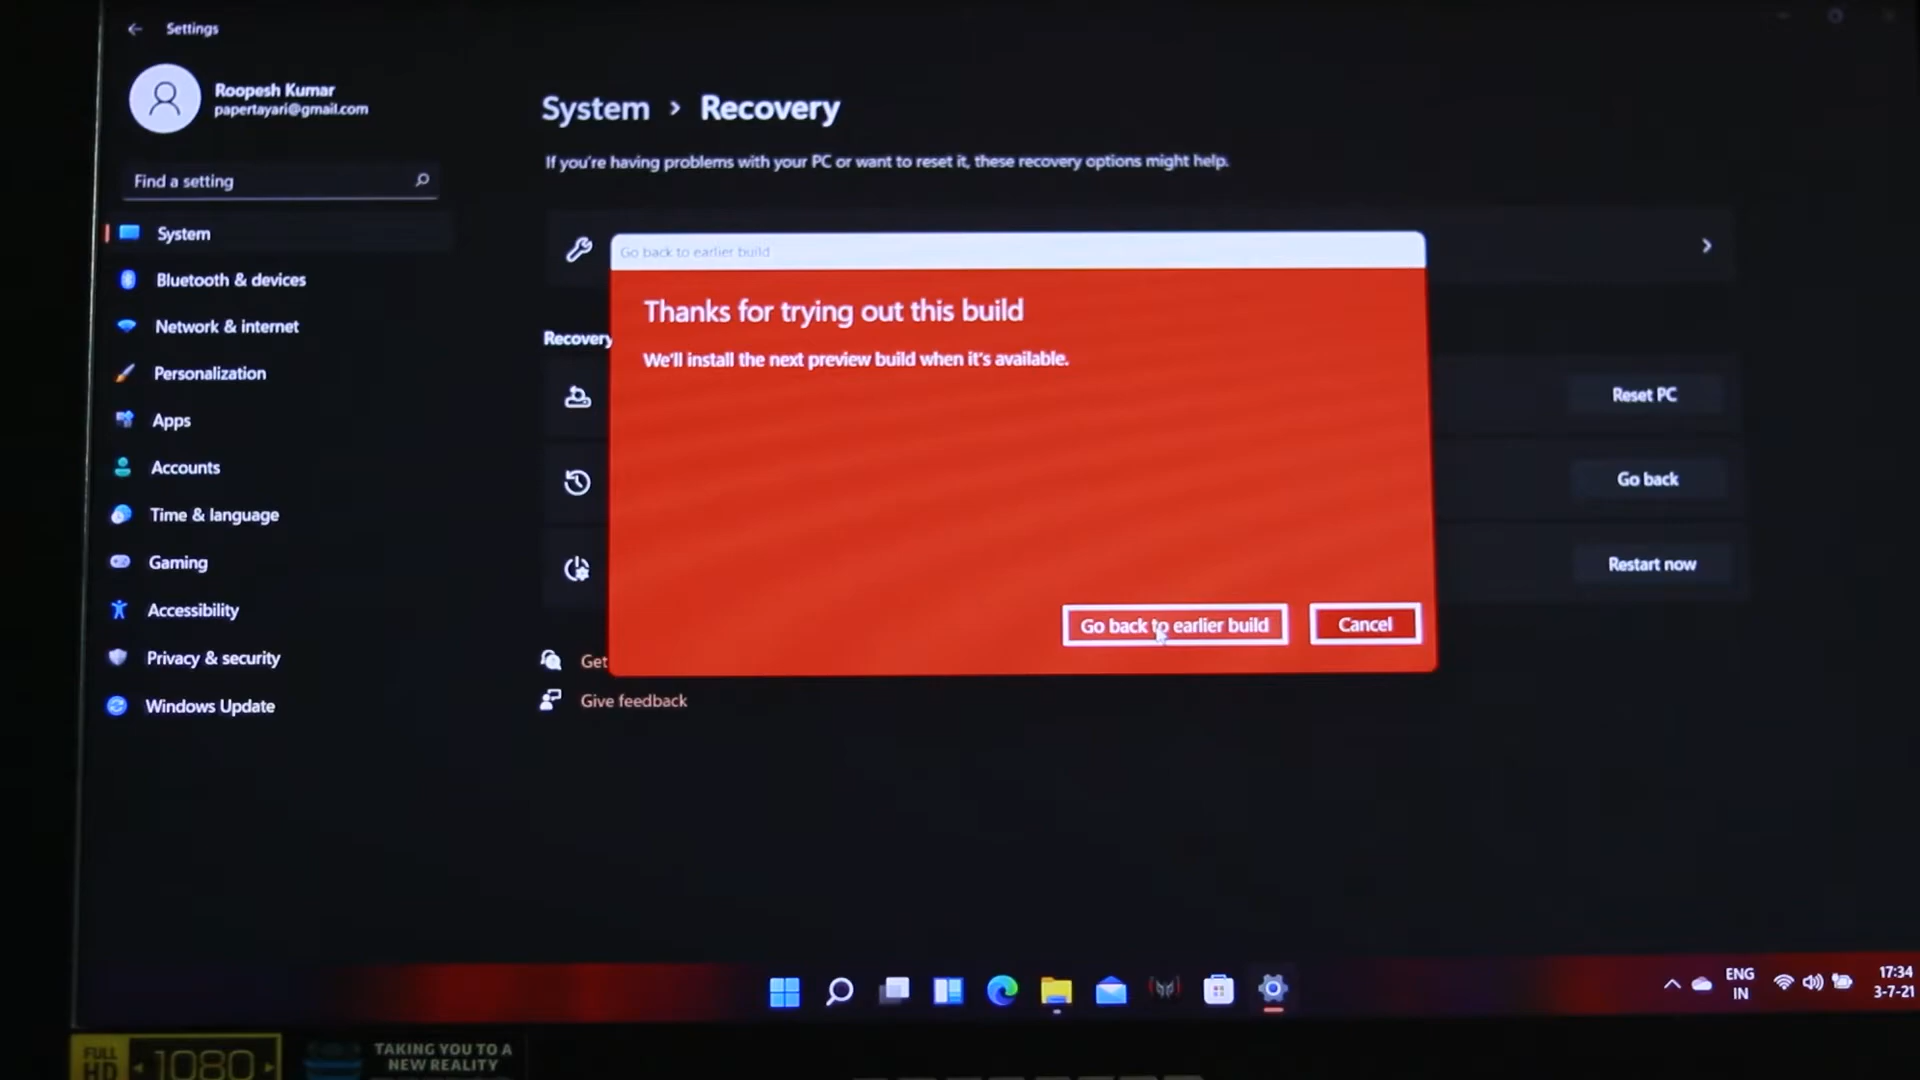 Settings
Roopesh Kumar
papertayari@gmail.com
Find a setting
System
Bluetooth & devices
Network & internet
Personalization
Apps
Accounts
Time & language
Gaming
Accessibility
Privacy & security
Windows Update
System > Recovery
If you're having problems with your PC or want to reset it, these recovery options might help.
Recovery
Reset PC
Go back
Restart now
Get
Give feedback
Go back to earlier build
Thanks for trying out this build
We'll install the next preview build when it's available.
Go back to earlier build
Cancel
ENG
IN
17:34
3-7-21
FULL
HD
1080
TAKING YOU TO A
NEW REALITY